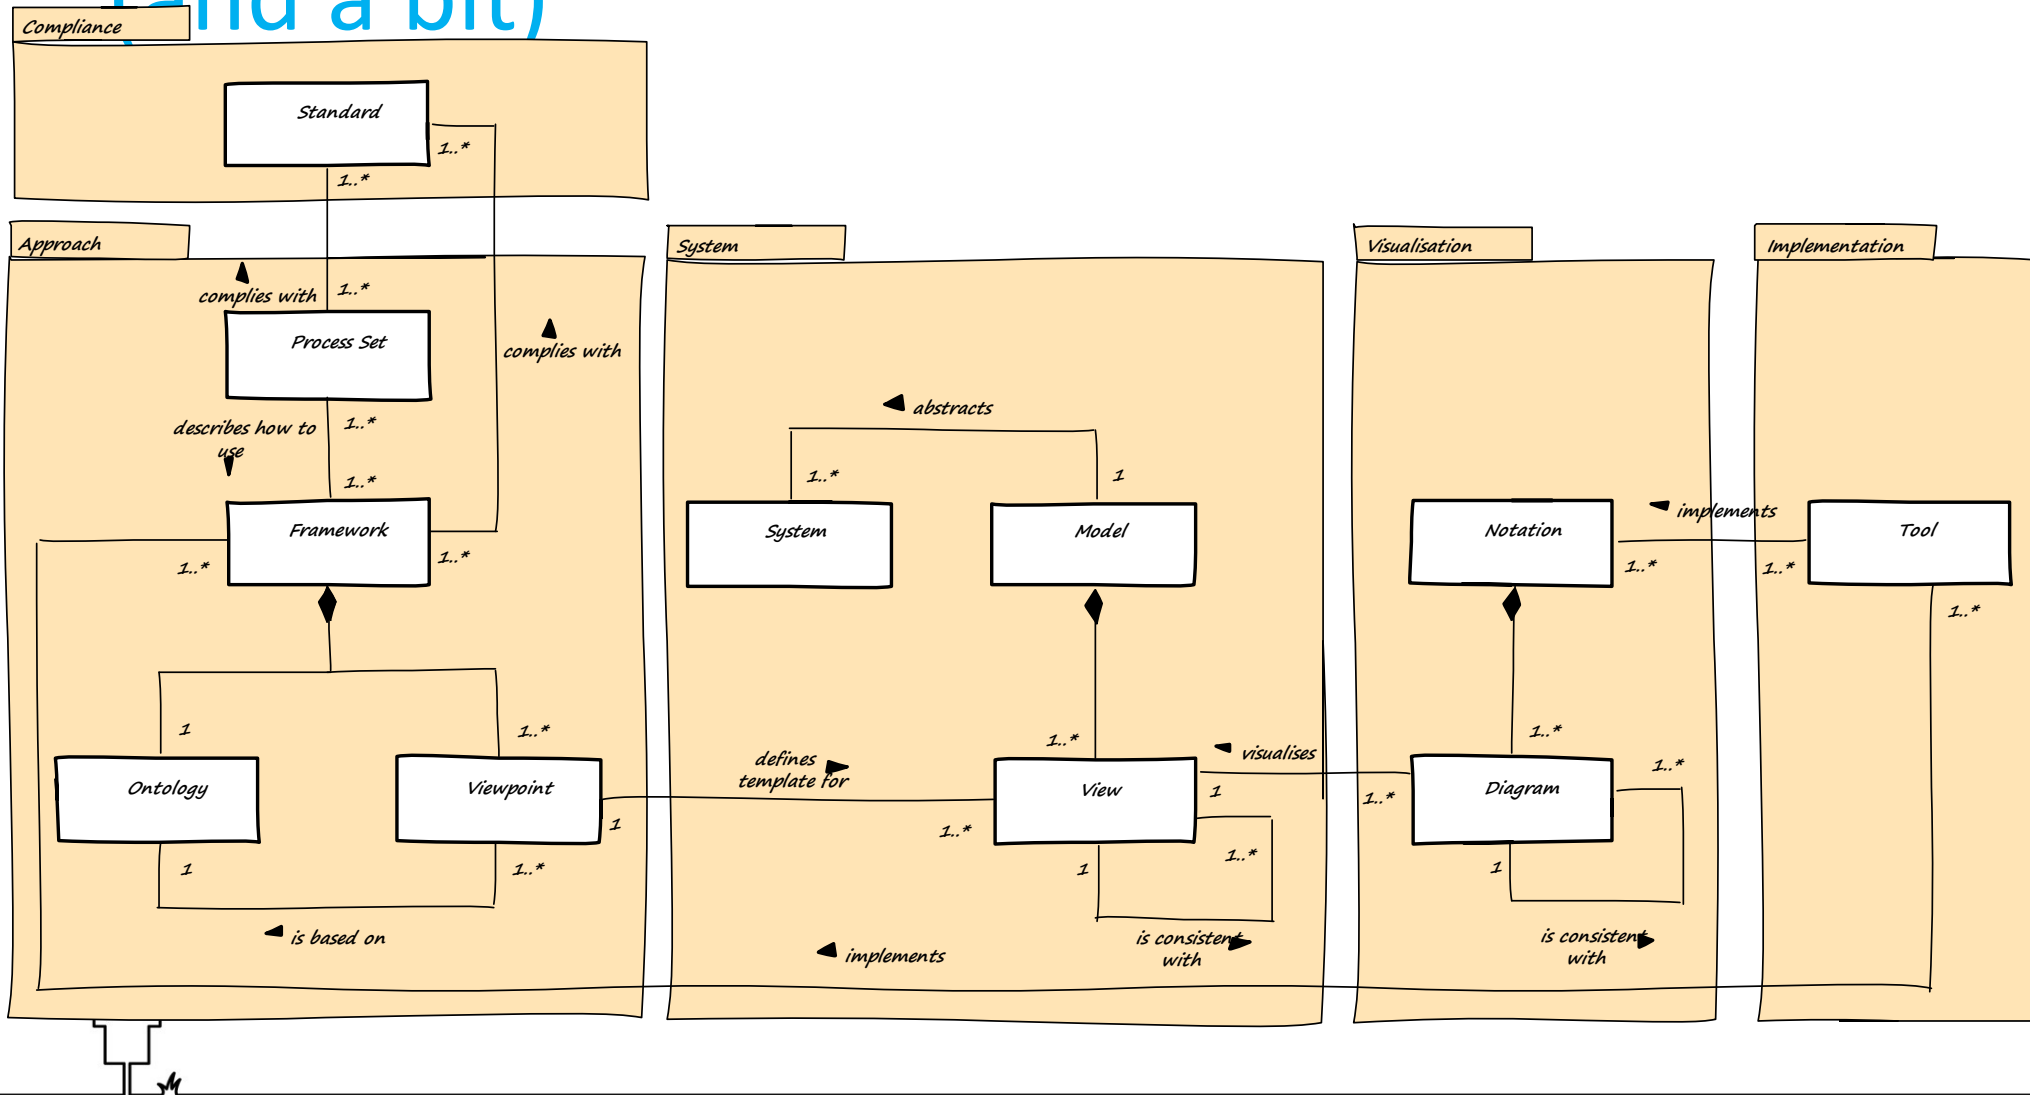 (and a bit)
Compliance
Standard
1..*
1..*
Approach
System
Visualisation
Implementation
complies with
1..*
Process Set
complies with
describes how to
use
1..*
1..*
abstracts
1..*
1
Framework
1..*
1..*
System
Model
Notation
implements
1..*
1..*
Tool
1..*
1
1..*
Ontology
Viewpoint
1
defines
template for
1..*
1..*
View
visualises
1
1..*
1..*
Diagram
1..*
1
1..*
1
1..*
1
is based on
implements
is consistent
with
is consistent
with